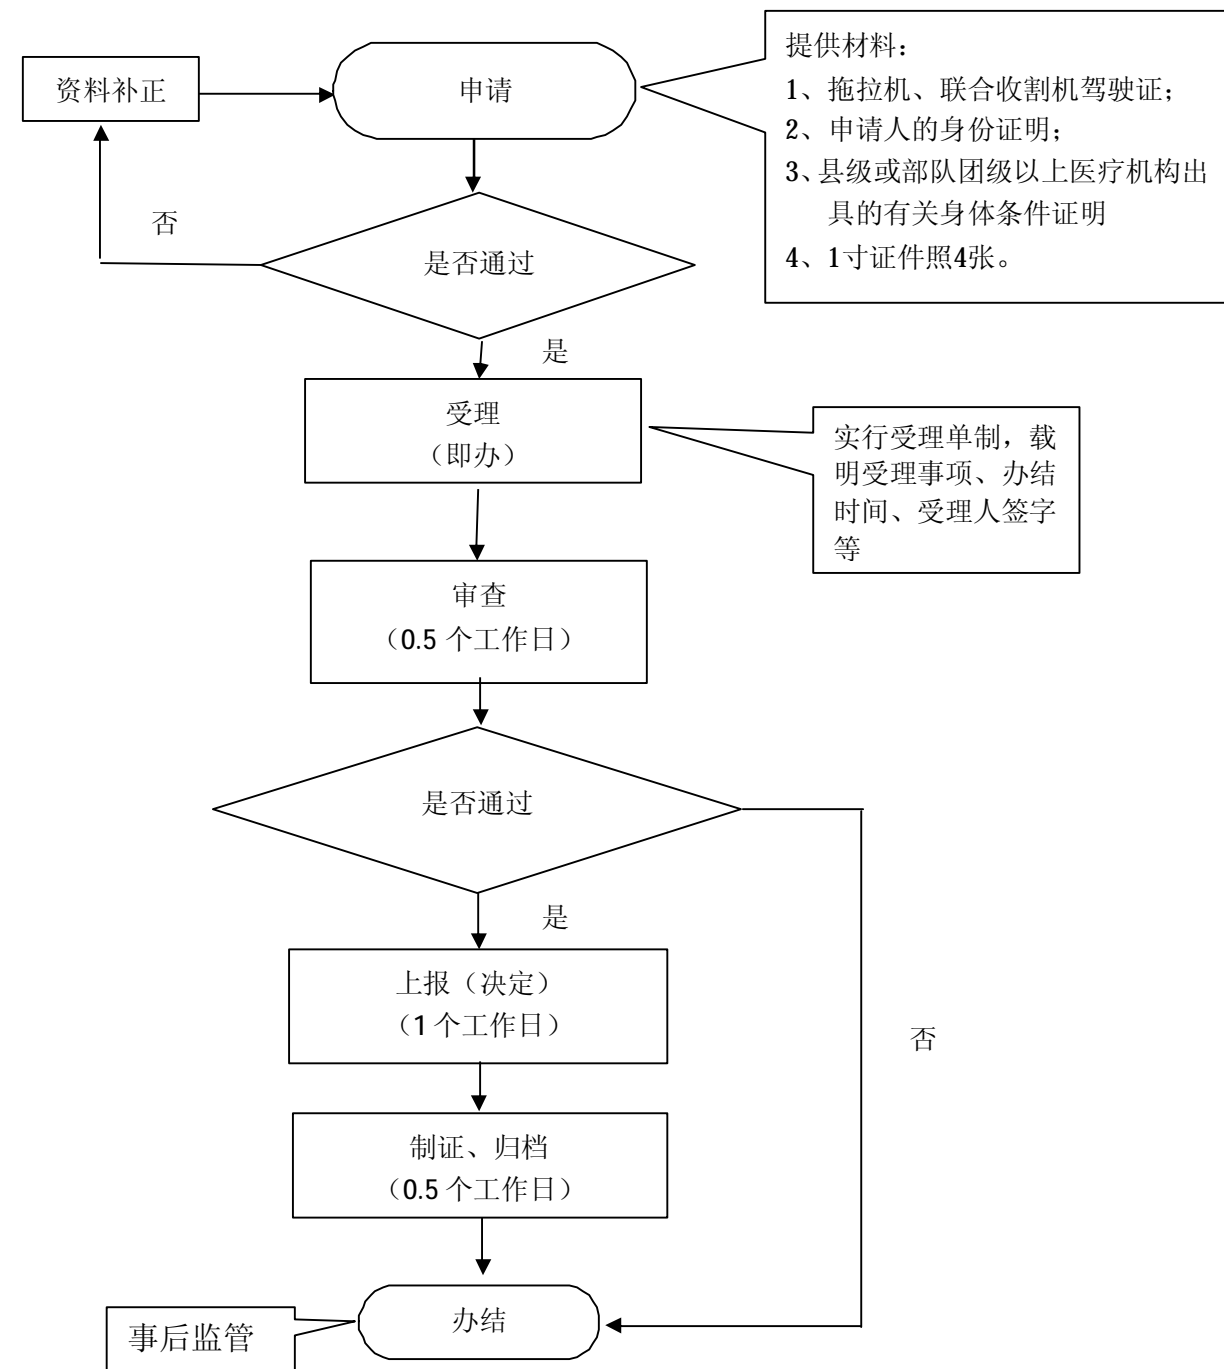 资料补正
申请
提供材料：
1、拖拉机、联合收割机驾驶证；
2、申请人的身份证明；
3、县级或部队团级以上医疗机构出
具的有关身体条件证明
4、1寸证件照4张。
否
是否通过
是
受理
（即办）
实行受理单制，载
明受理事项、办结
时间、受理人签字
等
审查
（0.5 个工作日）
是否通过
是
上报（决定）
（1 个工作日）
否
制证、归档
（0.5 个工作日）
办结
事后监管